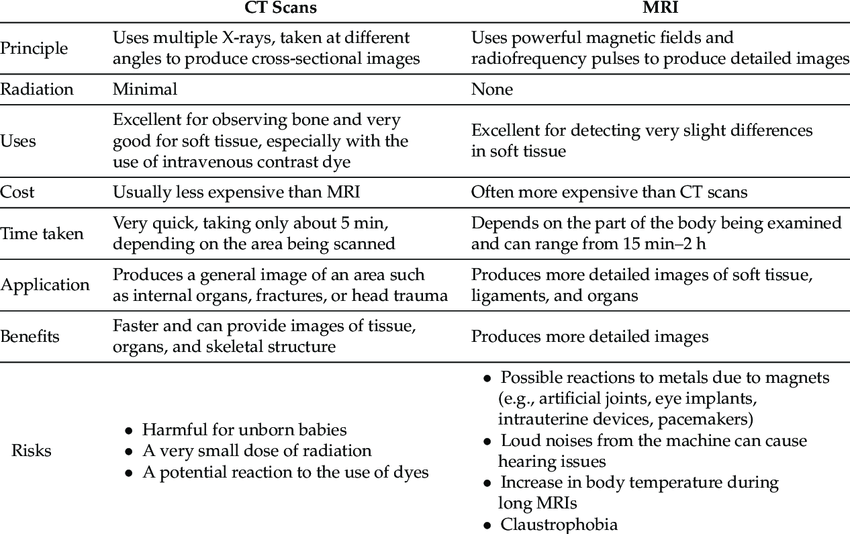 CT Scans MRI
Principle
Uses multiple X-rays, taken at different
angles to produce cross-sectional images
Uses powerful magnetic fields and
radiofrequency pulses to produce detailed images
Radiation Minimal None
Uses
Excellent for observing bone and very
good for soft tissue, especially with the
use of intravenous contrast dye
Excellent for detecting very slight differences
in soft tissue
Cost Usually less expensive than MRI Often more expensive than CT scans
Time taken
Very quick, taking only about 5 min,
depending on the area being scanned
Depends on the part of the body being examined
and can range from 15 min–2 h
Application
Produces a general image of an area such
as internal organs, fractures, or head trauma
Produces more detailed images of soft tissue,
ligaments, and organs
Benefits
Faster and can provide images of tissue,
organs, and skeletal structure
Produces more detailed images
Risks
• Harmful for unborn babies
• A very small dose of radiation
• A potential reaction to the use of dyes
• Possible reactions to metals due to magnets
(e.g., artificial joints, eye implants,
intrauterine devices, pacemakers)
• Loud noises from the machine can cause
hearing issues
• Increase in body temperature during
long MRIs
• Claustrophobia